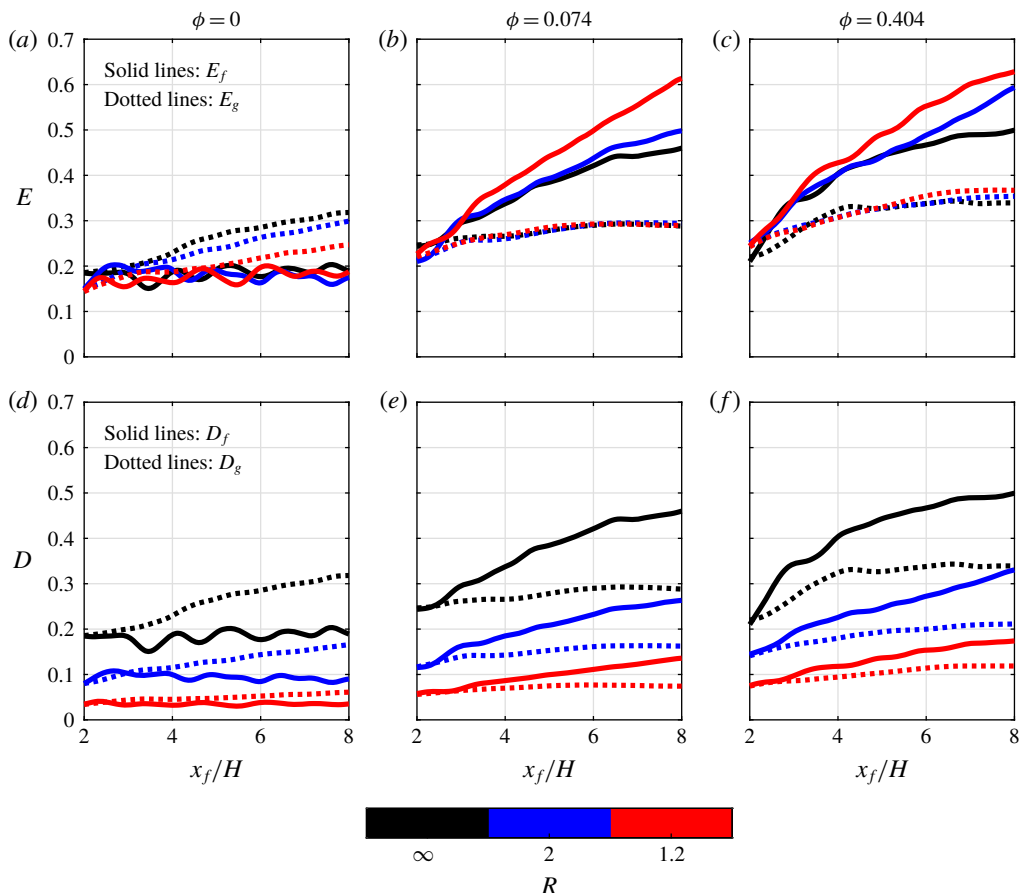 ϕ = 0
ϕ = 0.074
ϕ = 0.404
(a)
(b)
(c)
0.7
0.6
0.5
0.4
0.3
0.2
0.1
0
E
Solid lines: E_f
Dotted lines: E_g
(d)
(e)
(f)
0.7
0.6
0.5
0.4
0.3
0.2
0.1
0
D
Solid lines: D_f
Dotted lines: D_g
2 4 6 8
2 4 6 8
2 4 6 8
x_f/H
x_f/H
x_f/H
∞ 2 1.2
R